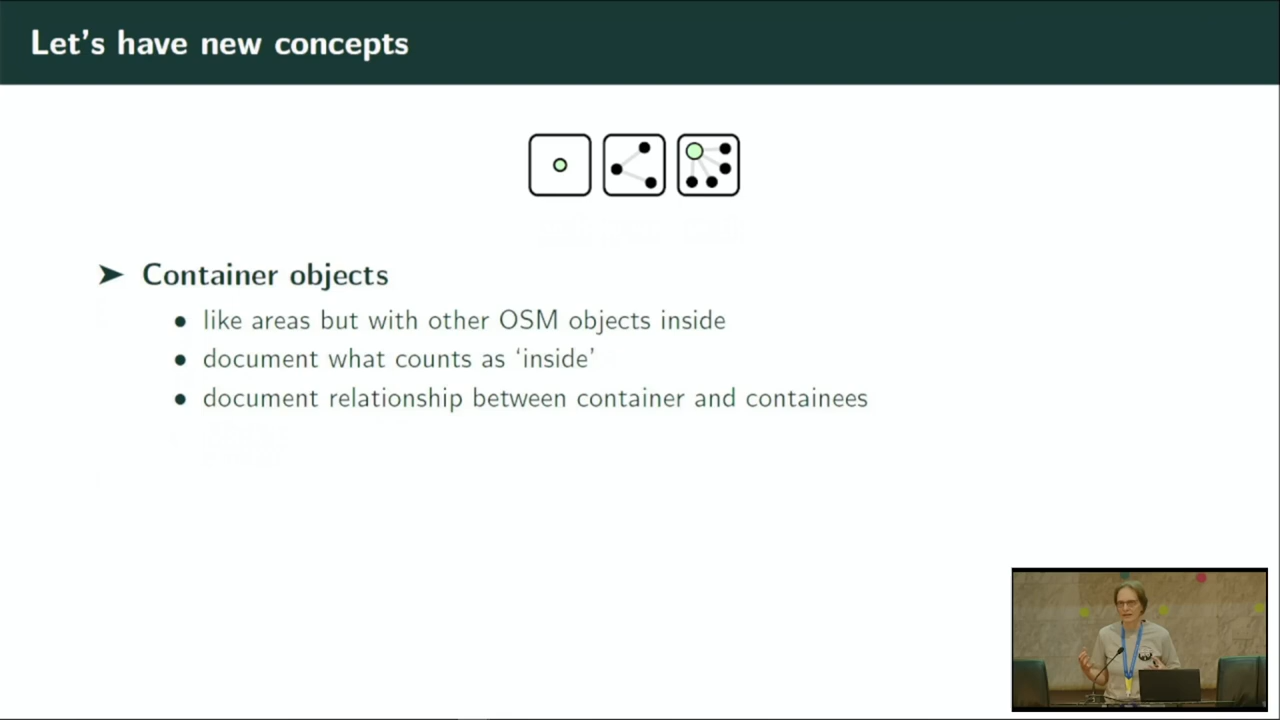 Let's have new concepts
➤ Container objects
• like areas but with other OSM objects inside
• document what counts as ‘inside’
• document relationship between container and containees